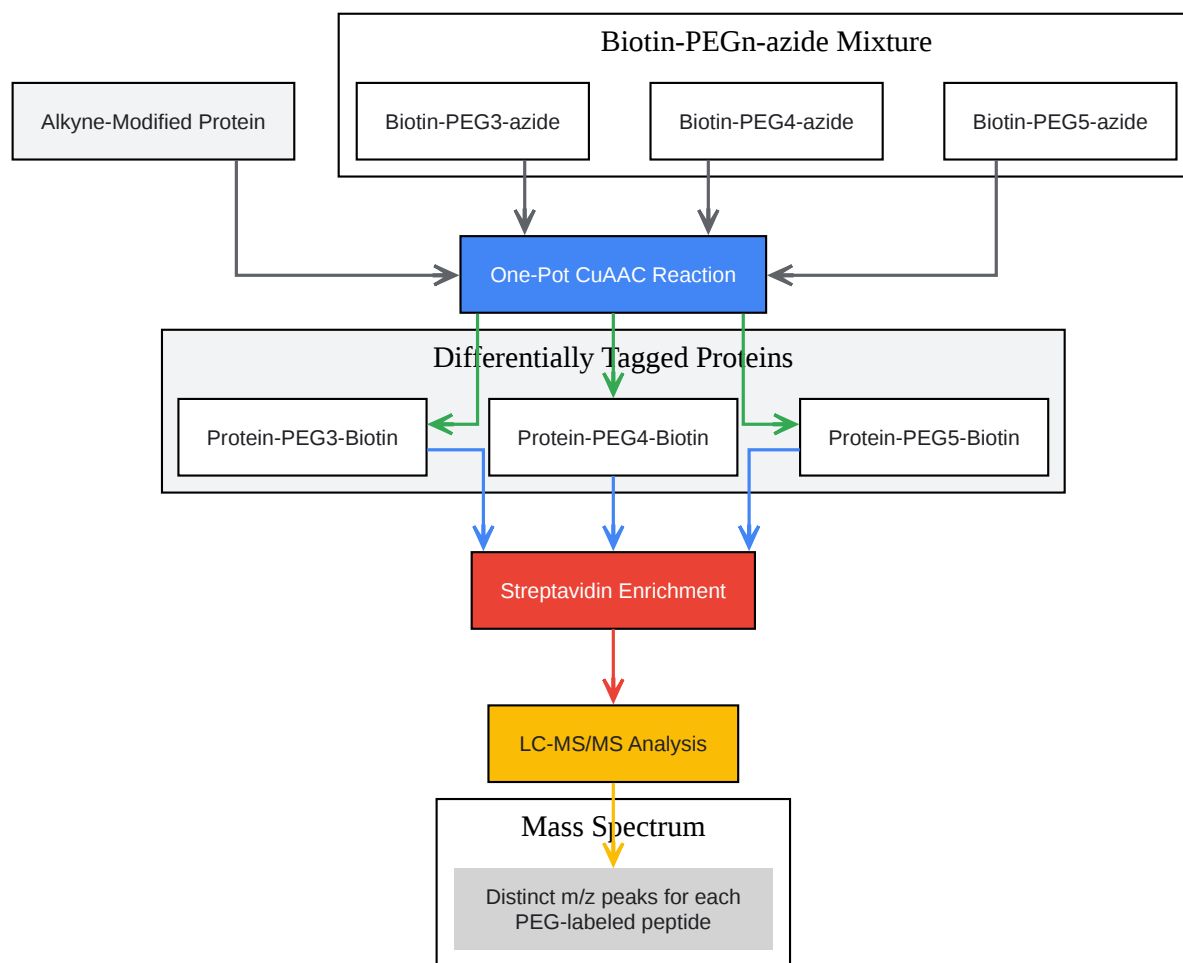 Biotin-PEGn-azide Mixture
Alkyne-Modified Protein
Biotin-PEG3-azide
Biotin-PEG4-azide
Biotin-PEG5-azide
One-Pot CuAAC Reaction
Differentially Tagged Proteins
Protein-PEG3-Biotin
Protein-PEG4-Biotin
Protein-PEG5-Biotin
Streptavidin Enrichment
LC-MS/MS Analysis
Mass Spectrum
Distinct m/z peaks for each
PEG-labeled peptide